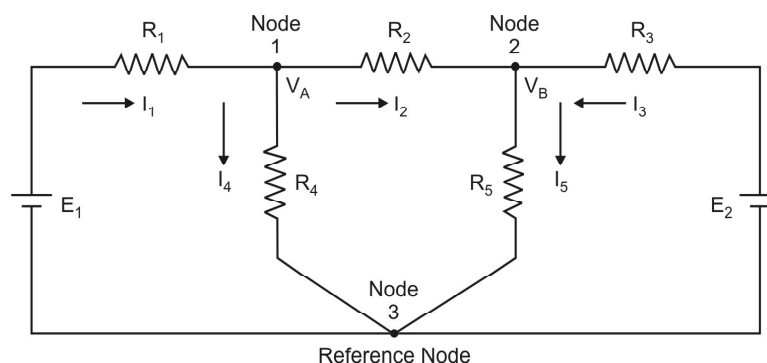 Node
1
Node
2
R1
R2
R3
VA
VB
I1
I2
I3
I4
I5
R4
R5
E1
E2
Node
3
Reference Node